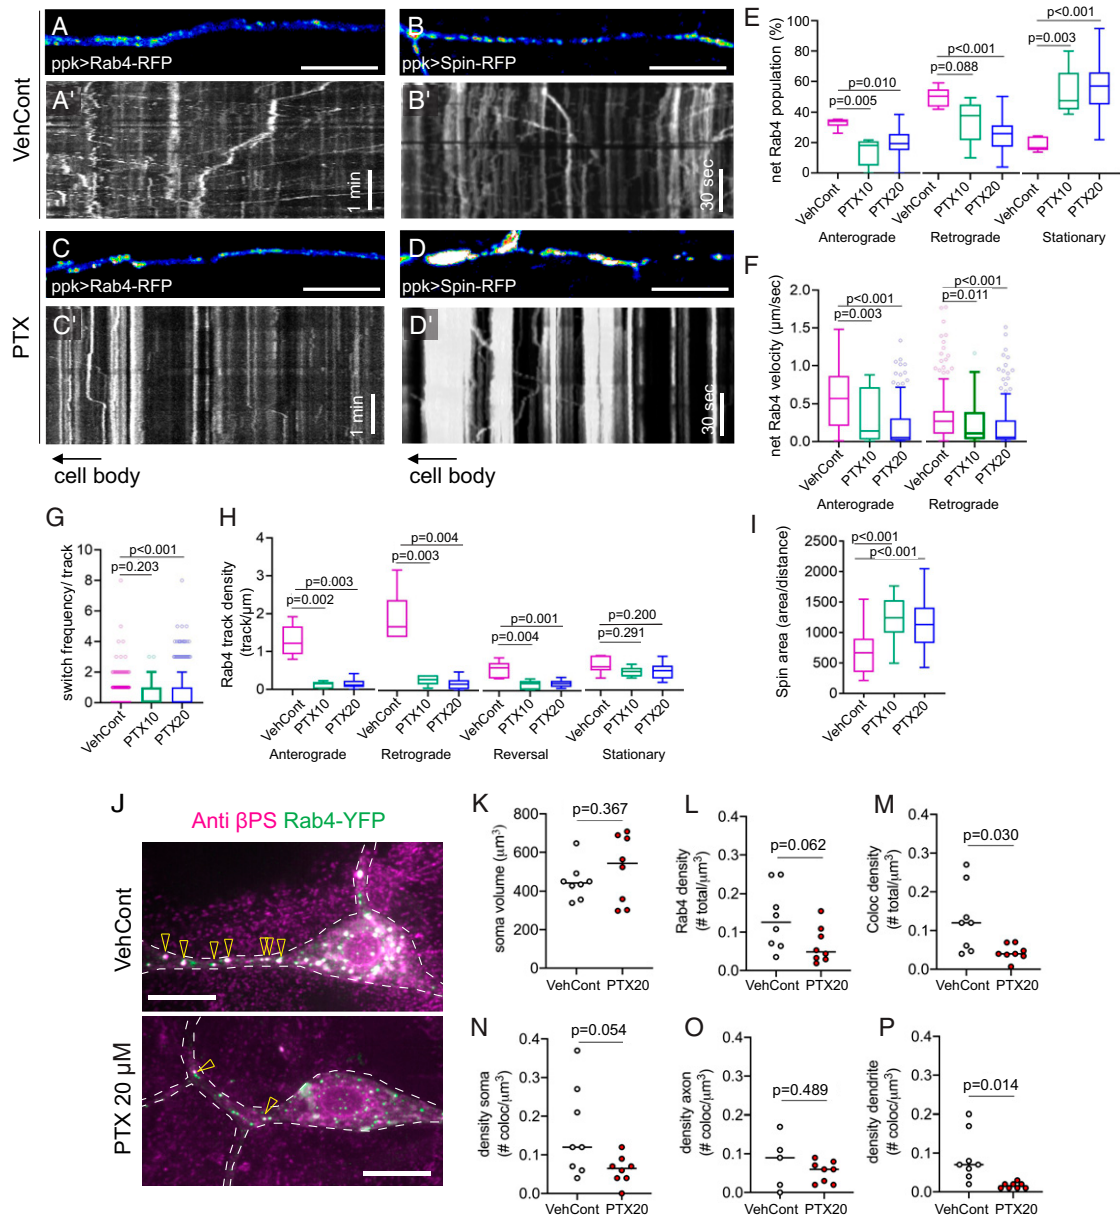 VehCont
A
ppk>Rab4-RFP
B
ppk>Spin-RFP
A'
1 min
B'
30 sec
PTX
C
ppk>Rab4-RFP
D
ppk>Spin-RFP
C'
1 min
D'
30 sec
cell body
cell body
E
net Rab4 population (%)
100
80
60
40
20
0
p<0.001
p=0.003
p<0.001
p=0.088
p=0.010
p=0.005
VehCont
PTX10
PTX20
VehCont
PTX10
PTX20
VehCont
PTX10
PTX20
Anterograde
Retrograde
Stationary
F
net Rab4 velocity (μm/sec)
2.0
1.5
1.0
0.5
0.0
p<0.001
p=0.003
p<0.001
p=0.011
VehCont
PTX10
PTX20
VehCont
PTX10
PTX20
Anterograde
Retrograde
G
switch frequency/ track
10
8
6
4
2
0
p<0.001
p=0.203
VehCont
PTX10
PTX20
H
Rab4 track density
(track/μm)
4
2
1
0
p=0.003
p=0.002
p=0.004
p=0.003
p=0.001
p=0.004
p=0.200
p=0.291
VehCont
PTX10
PTX20
VehCont
PTX10
PTX20
VehCont
PTX10
PTX20
VehCont
PTX10
PTX20
Anterograde
Retrograde
Reversal
Stationary
I
Spin area (area/distance)
2500
2000
1500
1000
500
0
p<0.001
p<0.001
VehCont
PTX10
PTX20
J
Anti βPS Rab4-YFP
VehCont
PTX 20 μM
K
soma volume (μm³)
800
600
400
200
0
p=0.367
VehCont PTX20
L
Rab4 density
(# total/μm³)
0.4
0.3
0.2
0.1
0.0
p=0.062
VehCont PTX20
M
Coloc density
(# total/μm³)
0.4
0.3
0.2
0.1
0.0
p=0.030
VehCont PTX20
N
density soma
(# coloc/μm³)
0.4
0.3
0.2
0.1
0.0
p=0.054
VehCont PTX20
O
density axon
(# coloc/μm³)
0.4
0.3
0.2
0.1
0.0
p=0.489
VehCont PTX20
P
density dendrite
(# coloc/μm³)
0.4
0.3
0.2
0.1
0.0
p=0.014
VehCont PTX20